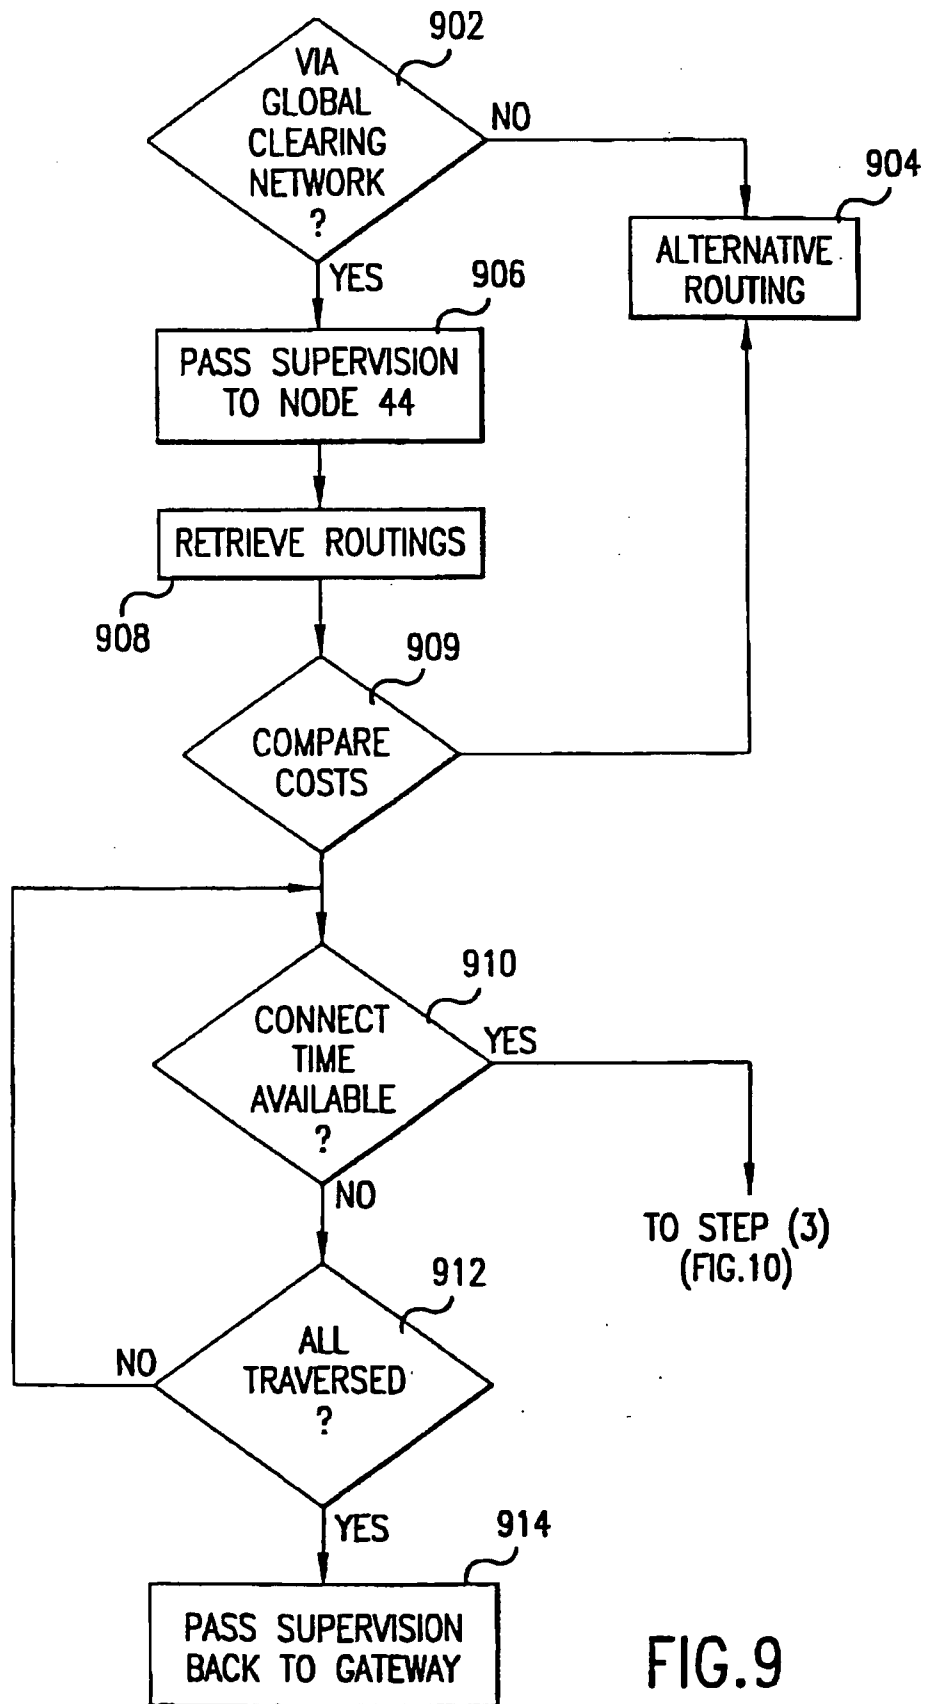 902
VIA
GLOBAL
CLEARING
NETWORK
?
NO
904
ALTERNATIVE
ROUTING
YES
906
PASS SUPERVISION
TO NODE 44
RETRIEVE ROUTINGS
908
909
COMPARE
COSTS
910
CONNECT
TIME
AVAILABLE
?
YES
NO
TO STEP (3)
(FIG.10)
912
ALL
TRAVERSED
?
NO
YES
914
PASS SUPERVISION
BACK TO GATEWAY
FIG.9